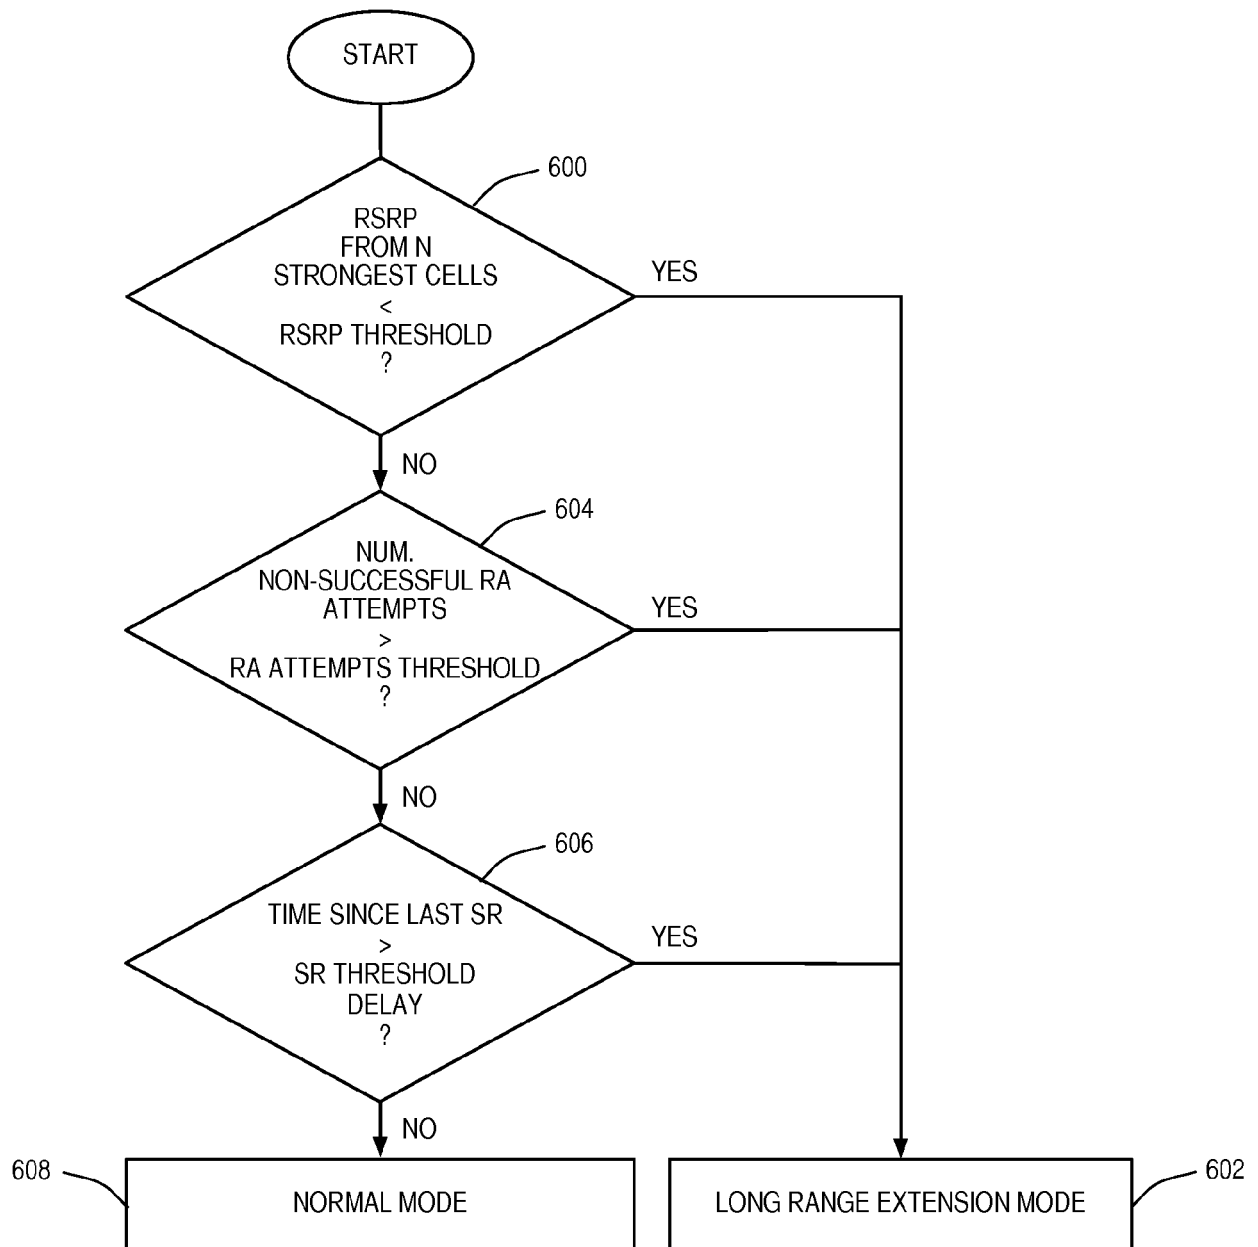 START
600
RSRP
FROM N
STRONGEST CELLS
<
RSRP THRESHOLD
?
YES
NO
604
NUM.
NON-SUCCESSFUL RA
ATTEMPTS
>
RA ATTEMPTS THRESHOLD
?
YES
NO
606
TIME SINCE LAST SR
>
SR THRESHOLD
DELAY
?
YES
NO
608
NORMAL MODE
LONG RANGE EXTENSION MODE
602